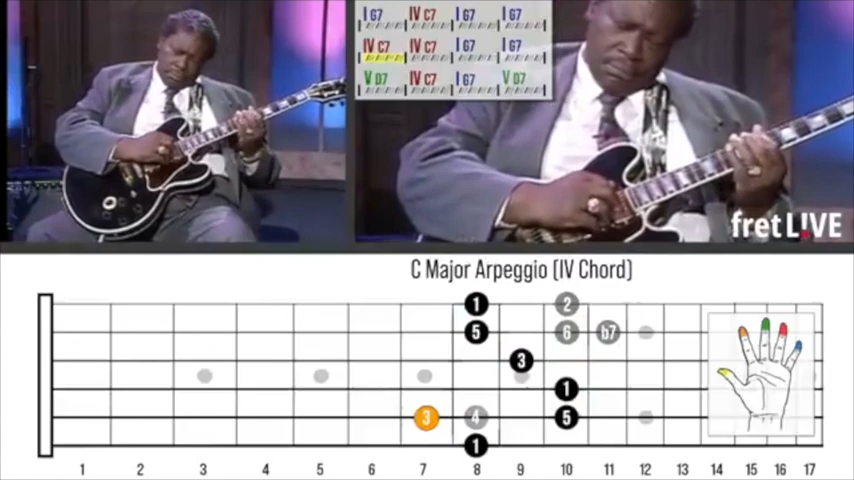 I G7 IV C7 I G7 I G7
IV C7 IV C7 I G7 I G7
V D7 IV C7 I G7 V D7
fretL!VE
C Major Arpeggio (IV Chord)
1 2
5 6 b7
3
1
3 4 5
1
1 2 3 4 5 6 7 8 9 10 11 12 13 14 15 16 17